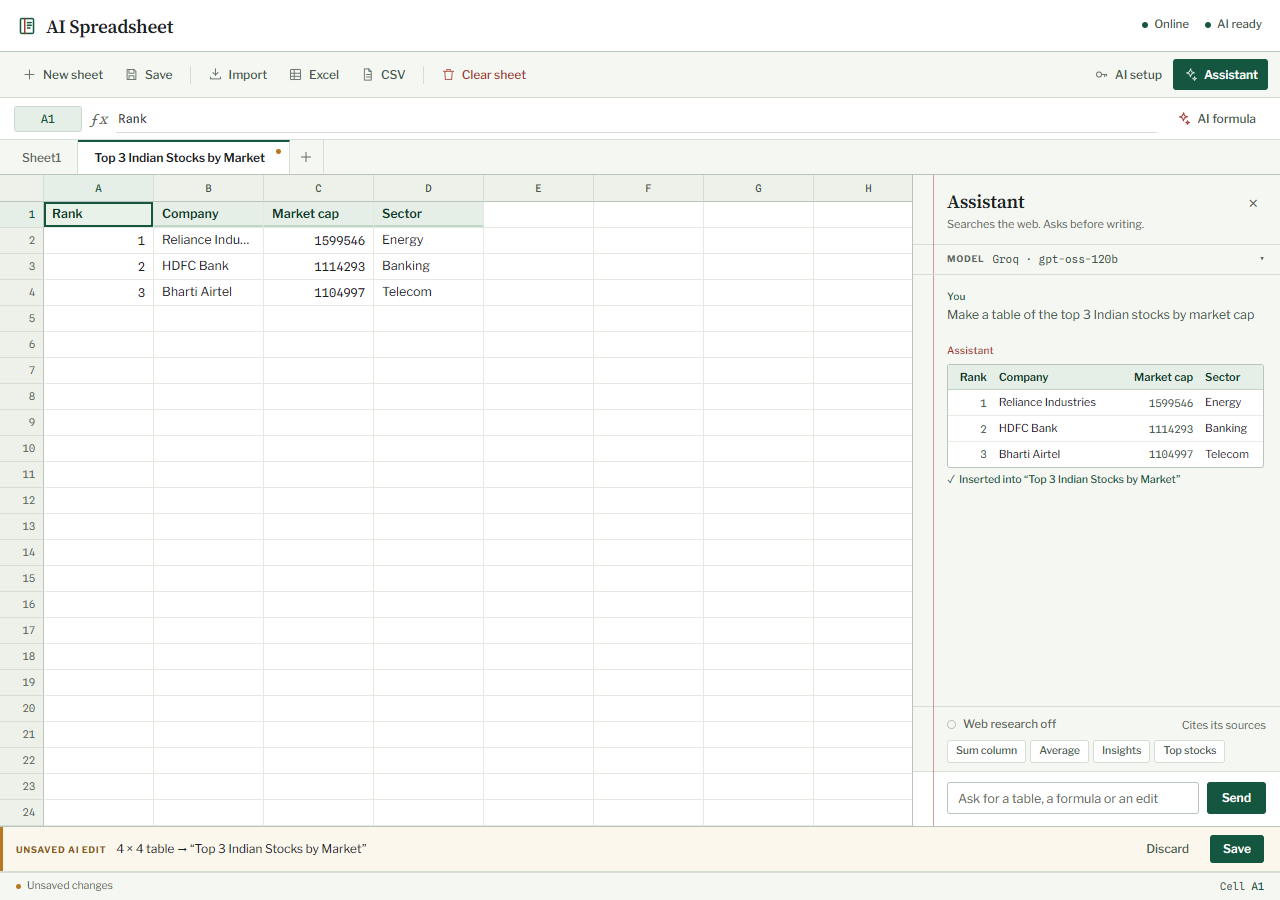 AI Spreadsheet
Online
AI ready
New sheet
Save
Import
Excel
CSV
Clear sheet
AI setup
Assistant
A1
ƒx
Rank
AI formula
Sheet1
Top 3 Indian Stocks by Market
+
A B C D E F G H
1 Rank Company Market cap Sector
2 1 Reliance Indu... 1599546 Energy
3 2 HDFC Bank 1114293 Banking
4 3 Bharti Airtel 1104997 Telecom
5
6
7
8
9
10
11
12
13
14
15
16
17
18
19
20
21
22
23
24
Assistant
×
Searches the web. Asks before writing.
MODEL Groq · gpt-oss-120b
You
Make a table of the top 3 Indian stocks by market cap
Assistant
Rank Company Market cap Sector
1 Reliance Industries 1599546 Energy
2 HDFC Bank 1114293 Banking
3 Bharti Airtel 1104997 Telecom
✓ Inserted into “Top 3 Indian Stocks by Market”
Web research off
Cites its sources
Sum column
Average
Insights
Top stocks
Ask for a table, a formula or an edit
Send
UNSAVED AI EDIT 4 × 4 table → “Top 3 Indian Stocks by Market”
Discard
Save
Unsaved changes
Cell A1